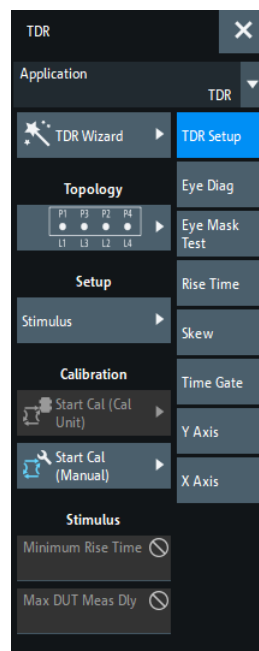 TDR
Application
TDR
TDR Wizard
Topology
P1 P3 P2 P4
L1 L3 L2 L4
Setup
Stimulus
Calibration
Start Cal (Cal
Unit)
Start Cal
(Manual)
Stimulus
Minimum Rise Time
Max DUT Meas Dly
TDR Setup
Eye Diag
Eye Mask
Test
Rise Time
Skew
Time Gate
Y Axis
X Axis